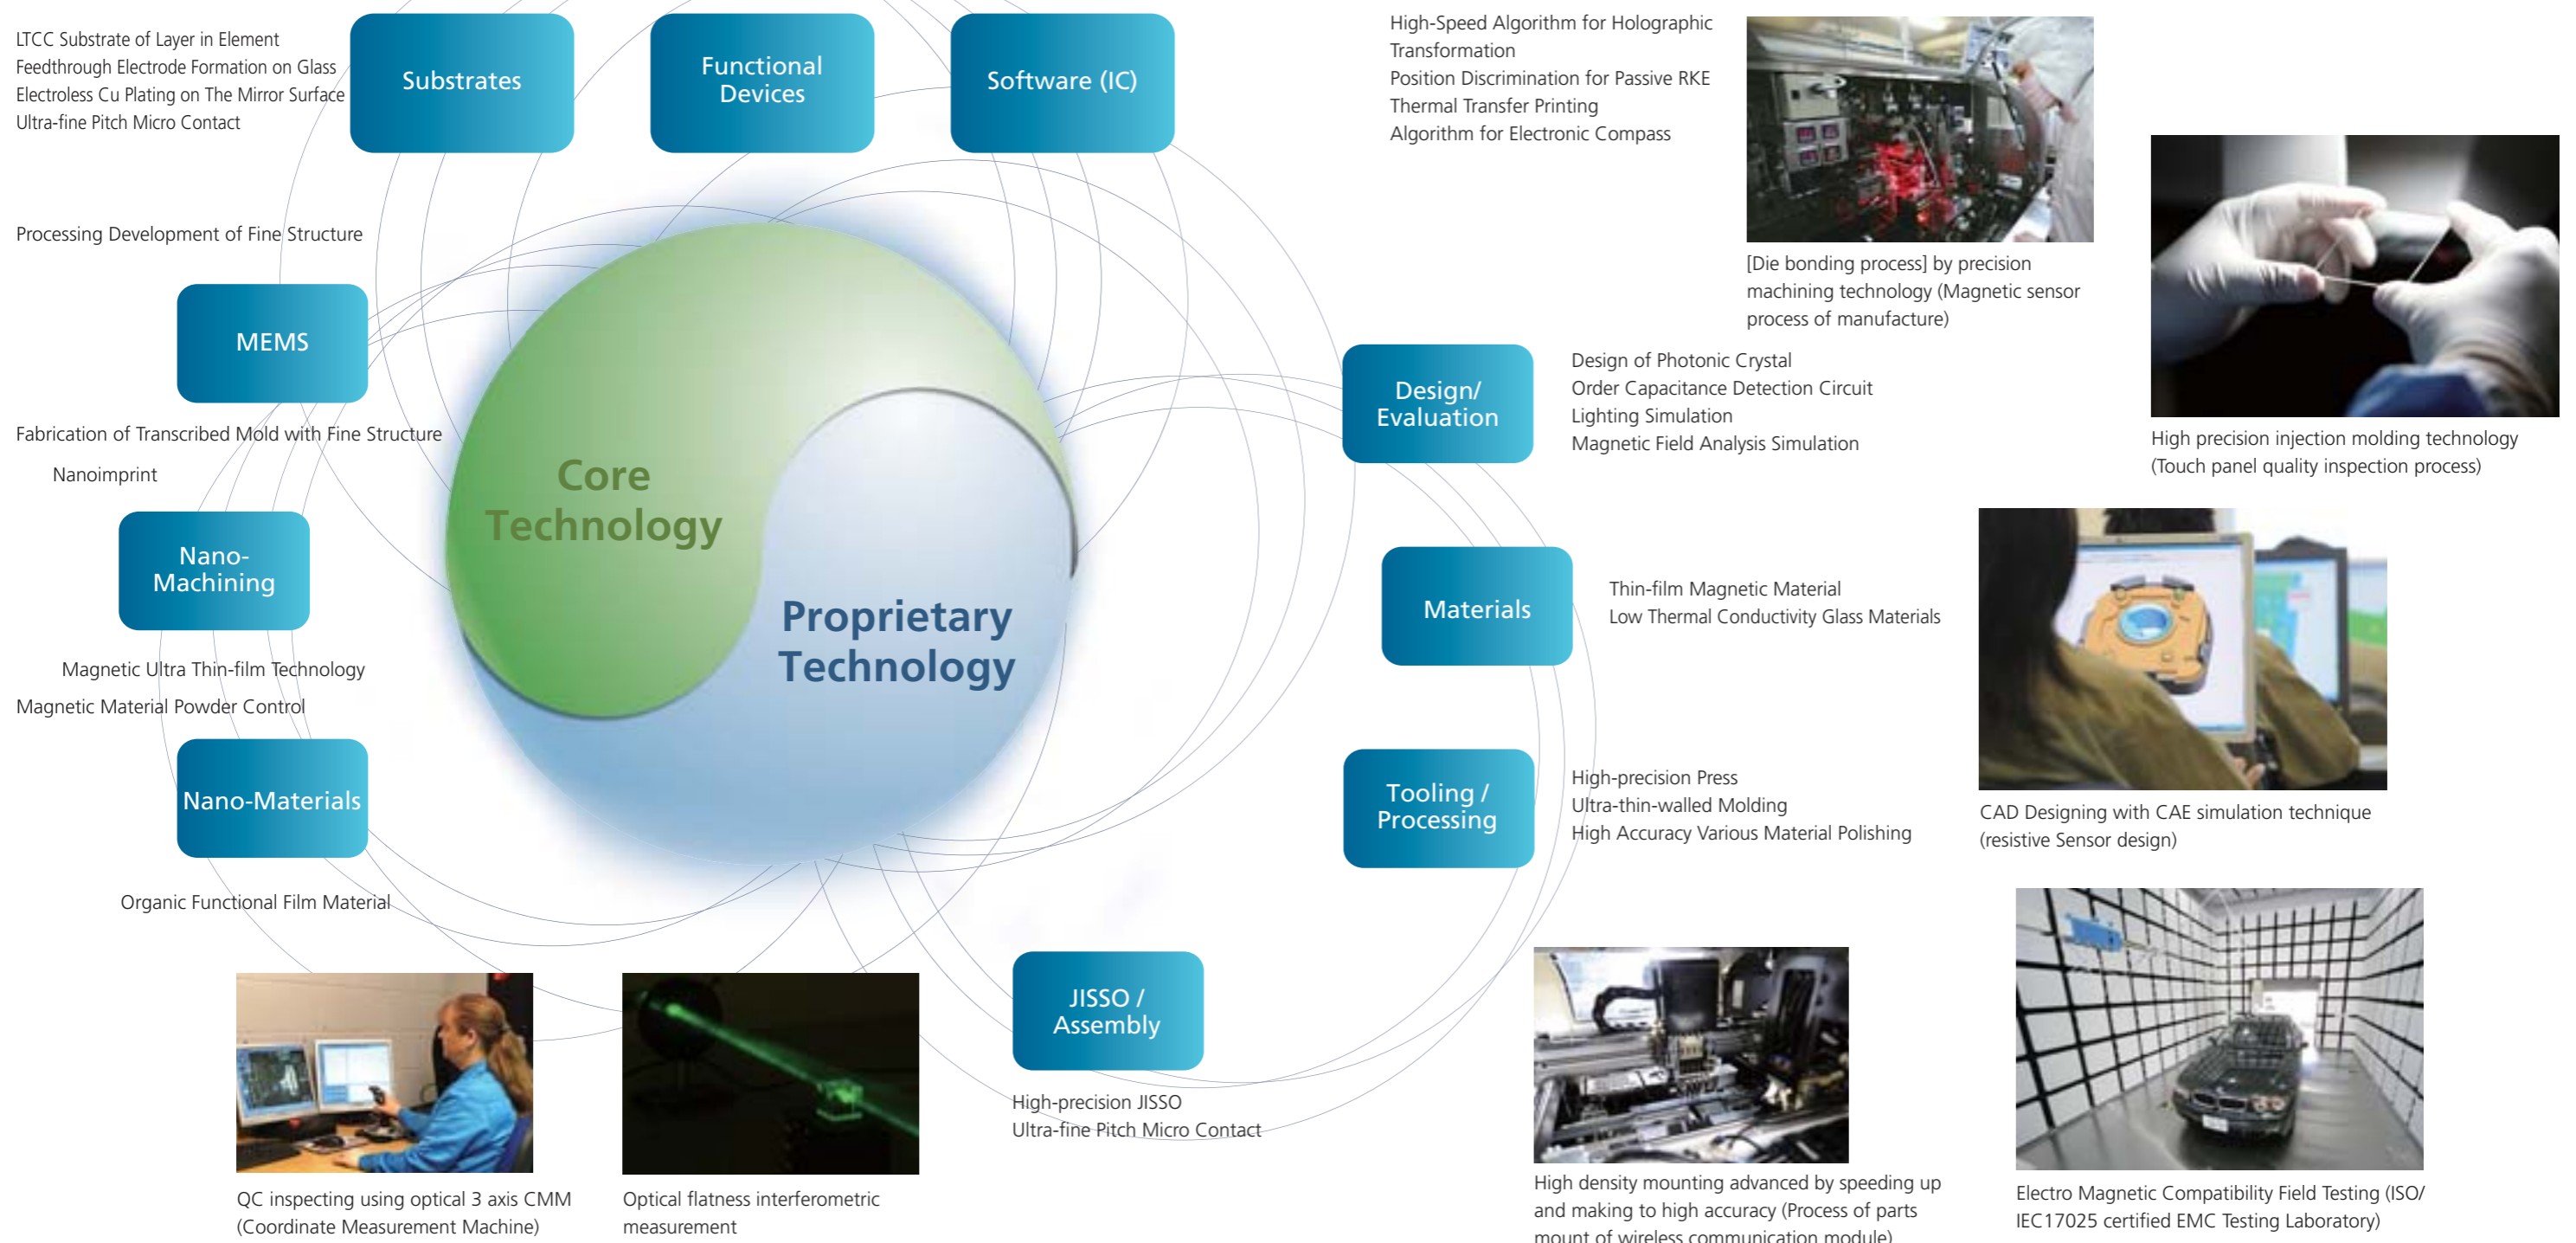 LTCC Substrate of Layer in Element
Feedthrough Electrode Formation on Glass
Electroless Cu Plating on The Mirror Surface
Ultra-fine Pitch Micro Contact
Substrates
Functional
Devices
Software (IC)
High-Speed Algorithm for Holographic
Transformation
Position Discrimination for Passive RKE
Thermal Transfer Printing
Algorithm for Electronic Compass
[Die bonding process] by precision
machining technology (Magnetic sensor
process of manufacture)
High precision injection molding technology
(Touch panel quality inspection process)
Processing Development of Fine Structure
MEMS
Fabrication of Transcribed Mold with Fine Structure
Nanoimprint
Nano-
Machining
Magnetic Ultra Thin-film Technology
Magnetic Material Powder Control
Nano-Materials
Organic Functional Film Material
Core
Technology
Proprietary
Technology
Design/
Evaluation
Design of Photonic Crystal
Order Capacitance Detection Circuit
Lighting Simulation
Magnetic Field Analysis Simulation
Materials
Thin-film Magnetic Material
Low Thermal Conductivity Glass Materials
Tooling /
Processing
High-precision Press
Ultra-thin-walled Molding
High Accuracy Various Material Polishing
CAD Designing with CAE simulation technique
(resistive Sensor design)
JISSO /
Assembly
High-precision JISSO
Ultra-fine Pitch Micro Contact
QC inspecting using optical 3 axis CMM
(Coordinate Measurement Machine)
Optical flatness interferometric
measurement
High density mounting advanced by speeding up
and making to high accuracy (Process of parts
mount of wireless communication module)
Electro Magnetic Compatibility Field Testing (ISO/
IEC17025 certified EMC Testing Laboratory)